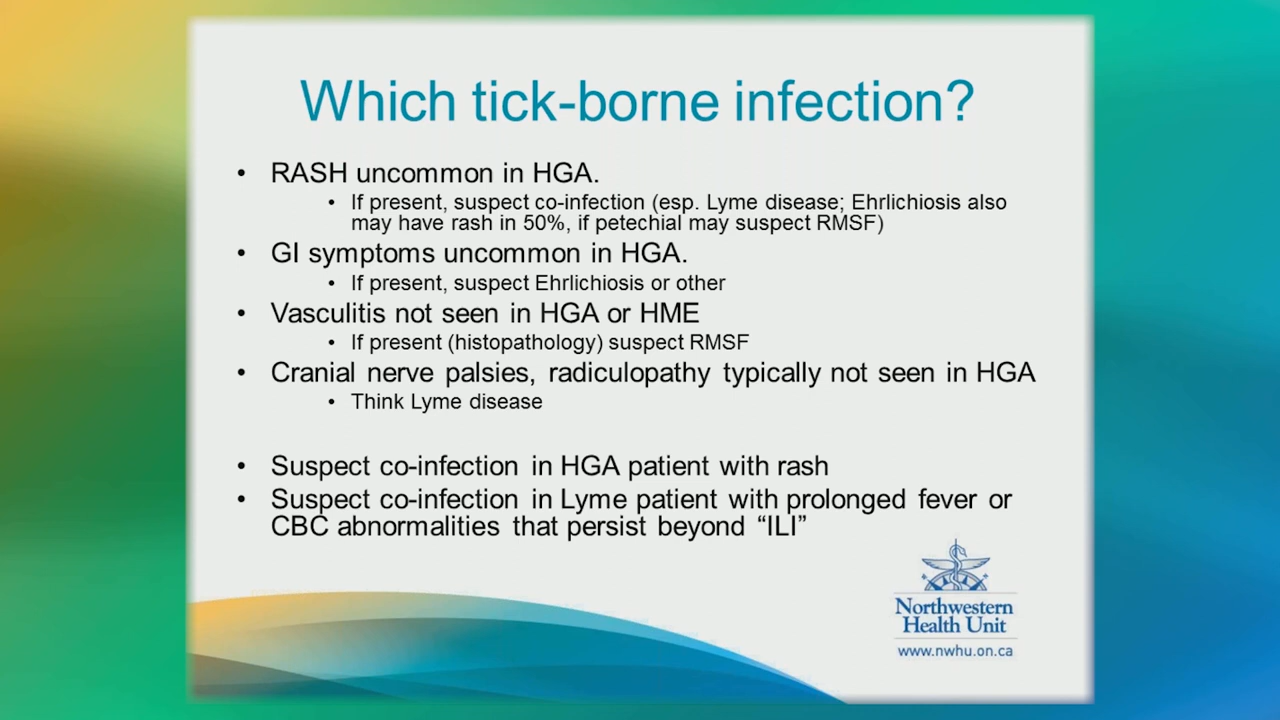 Which tick-borne infection?
• RASH uncommon in HGA.
• If present, suspect co-infection (esp. Lyme disease; Ehrlichiosis also
may have rash in 50%, if petechial may suspect RMSF)
• GI symptoms uncommon in HGA.
• If present, suspect Ehrlichiosis or other
• Vasculitis not seen in HGA or HME
• If present (histopathology) suspect RMSF
• Cranial nerve palsies, radiculopathy typically not seen in HGA
• Think Lyme disease
• Suspect co-infection in HGA patient with rash
• Suspect co-infection in Lyme patient with prolonged fever or
CBC abnormalities that persist beyond “ILI”
Northwestern
Health Unit
www.nwhu.on.ca